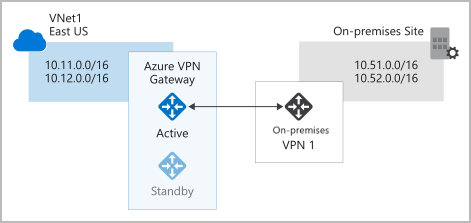 VNet1
East US
10.11.0.0/16
10.12.0.0/16
Azure VPN
Gateway
Active
Standby
On-premises Site
10.51.0.0/16
10.52.0.0/16
On-premises
VPN 1